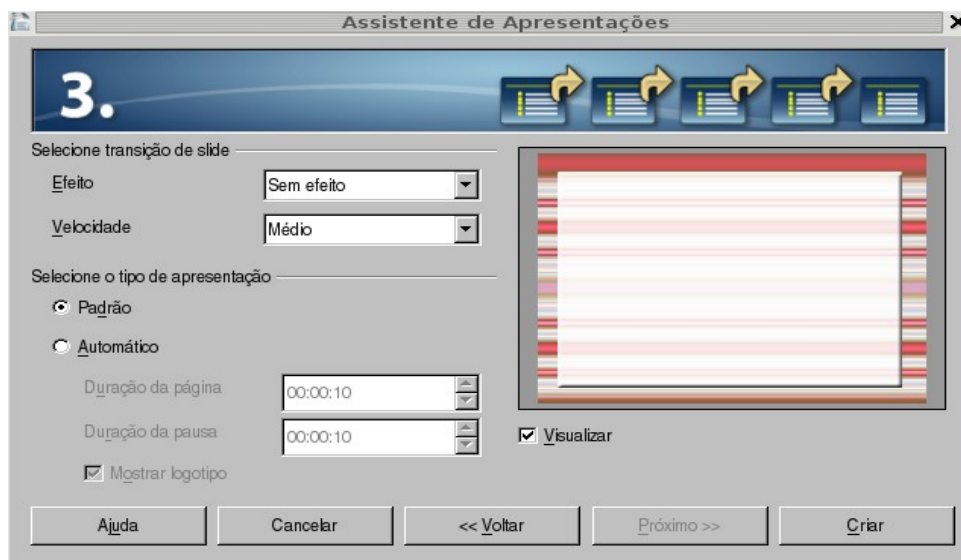 Assistente de Apresentações
3.
Selecione transição de slide
Efeito Sem efeito
Velocidade Médio
Selecione o tipo de apresentação
Padrão
Automático
Duração da página 00:00:10
Duração da pausa 00:00:10
Mostrar logotipo
Visualizar
Ajuda Cancelar << Voltar Próximo >> Criar